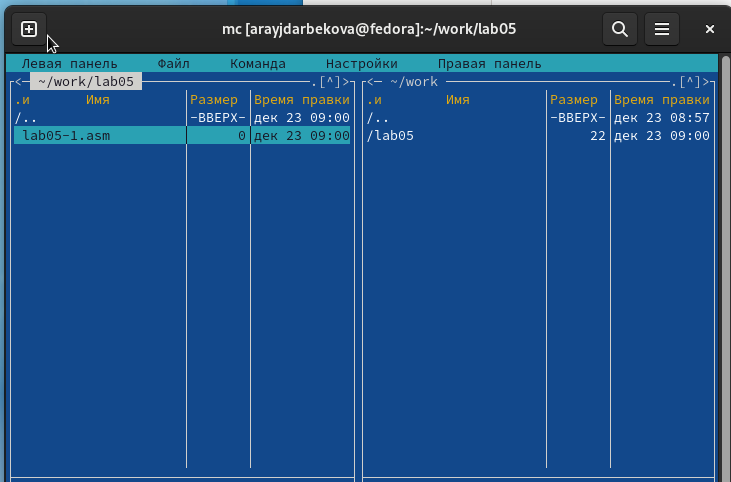 mc [arayjdarbekova@fedora]:~/work/lab05
Левая панель Файл Команда Настройки Правая панель
<─ ~/work/lab05 .[^]> <─ ~/work .[^]>
.и Имя Размер Время правки .и Имя Размер Время правки
/.. -ВВЕРХ- дек 23 09:00 /.. -ВВЕРХ- дек 23 08:57
lab05-1.asm 0 дек 23 09:00 /lab05 22 дек 23 09:00